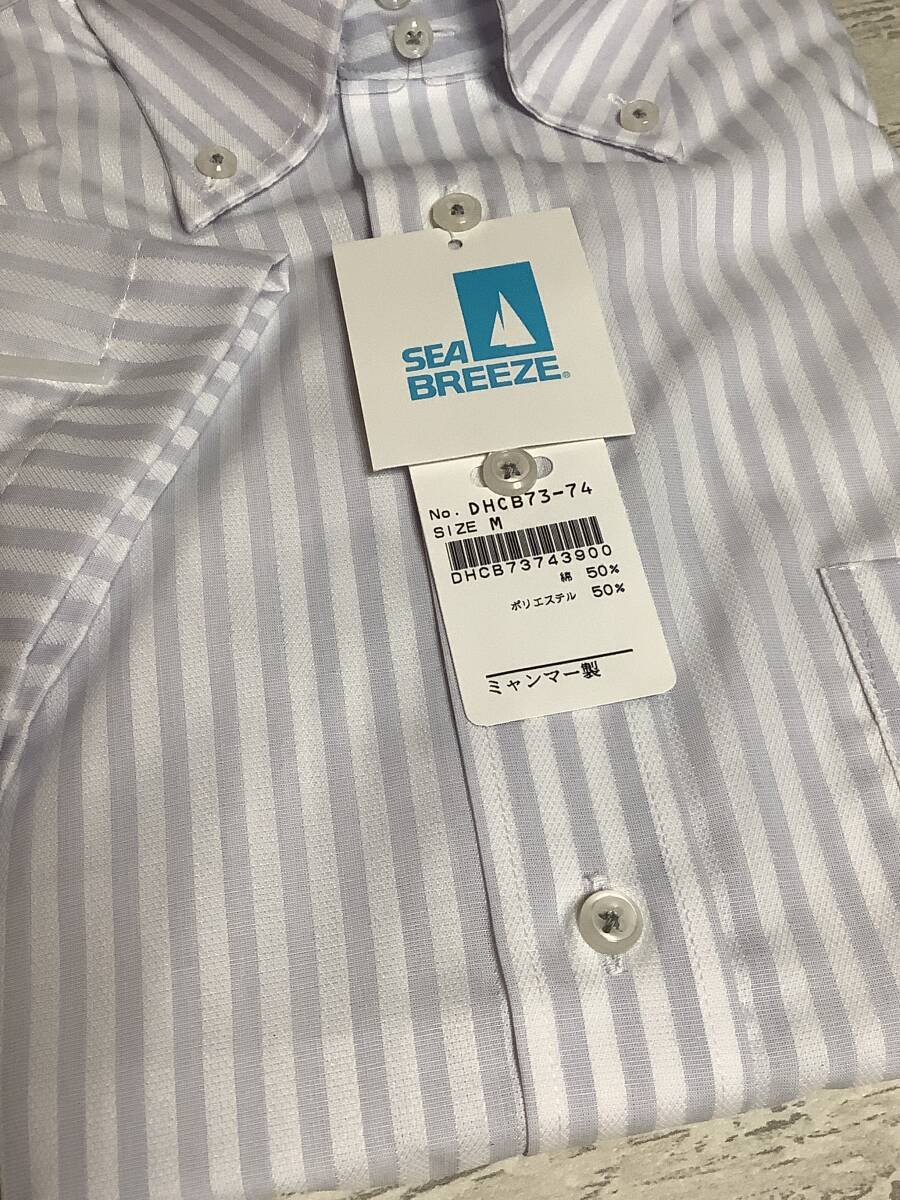 SEA
BREEZE®
No. DHCB73-74
SIZE M
DHCB73743900
綿 50%
ポリエステル 50%
ミャンマー製